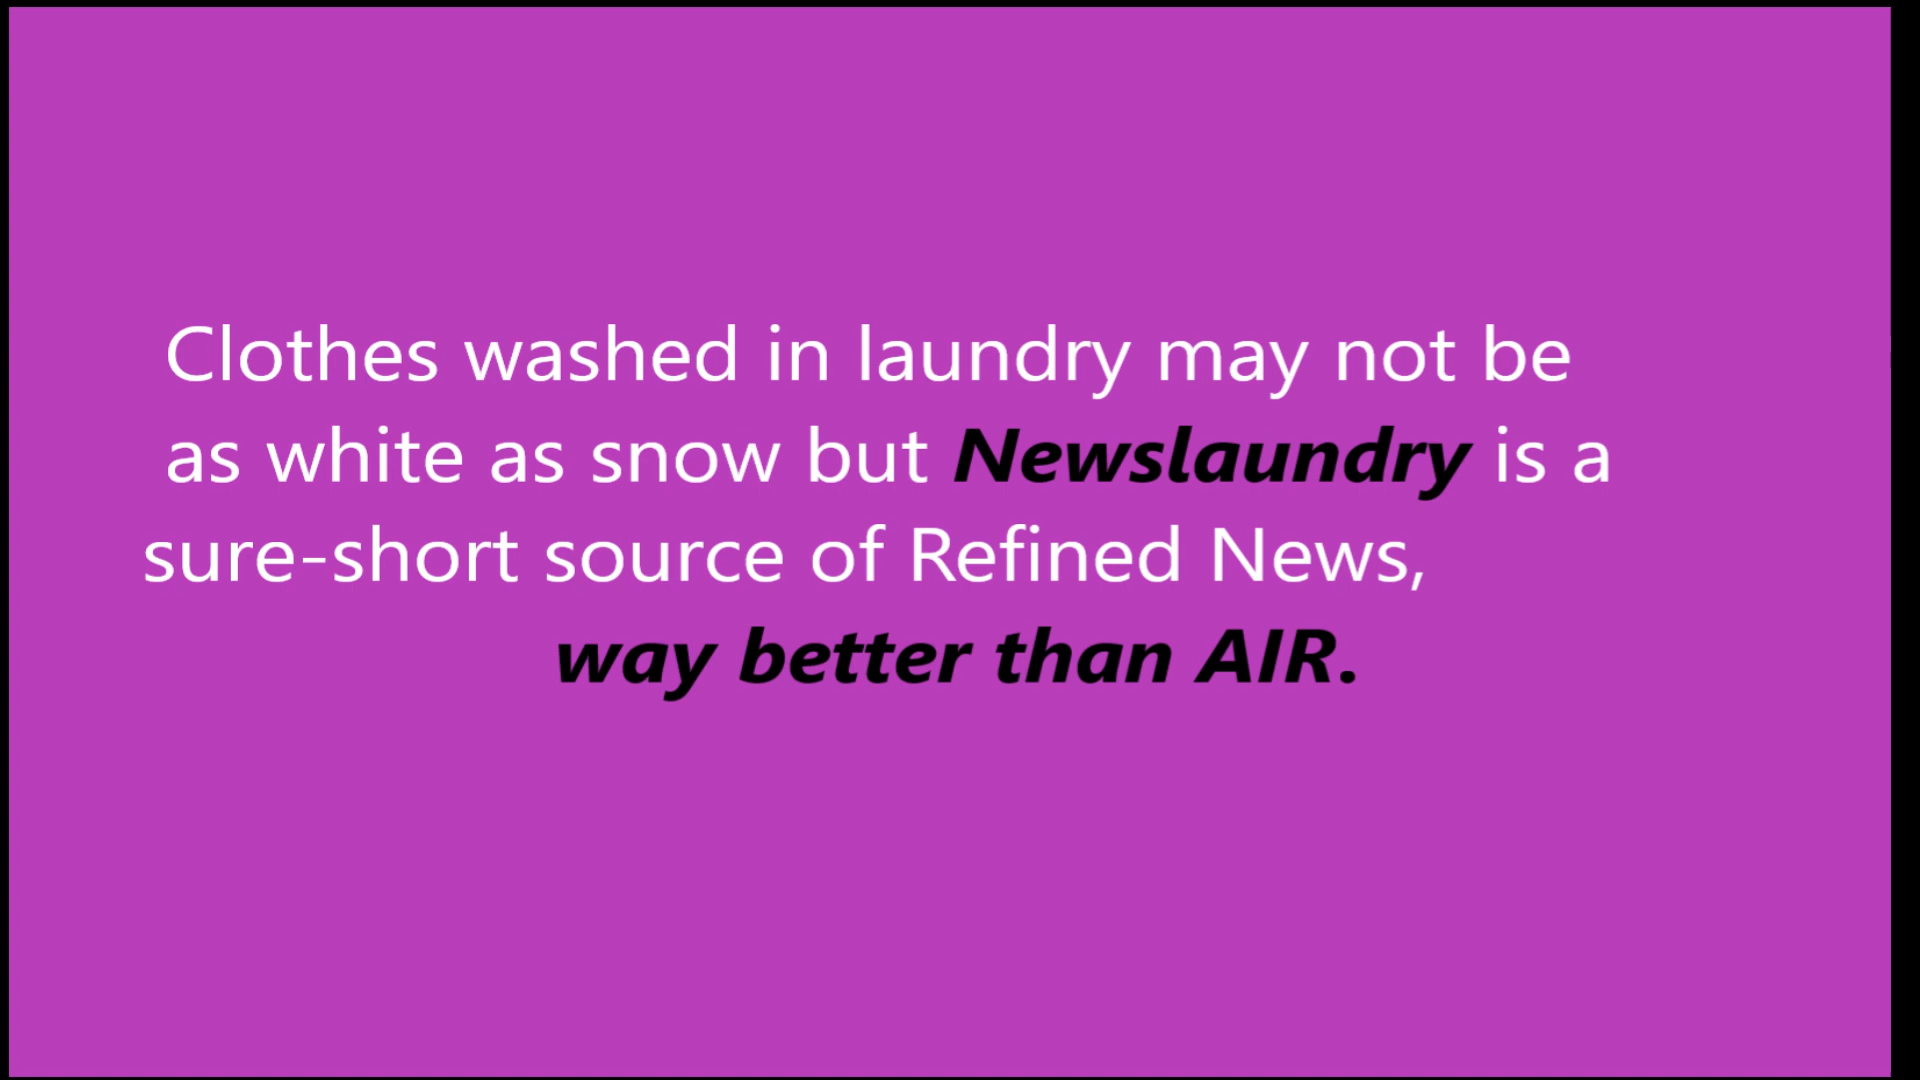 Clothes washed in laundry may not be
as white as snow but Newslaundry is a
sure-short source of Refined News,
way better than AIR.